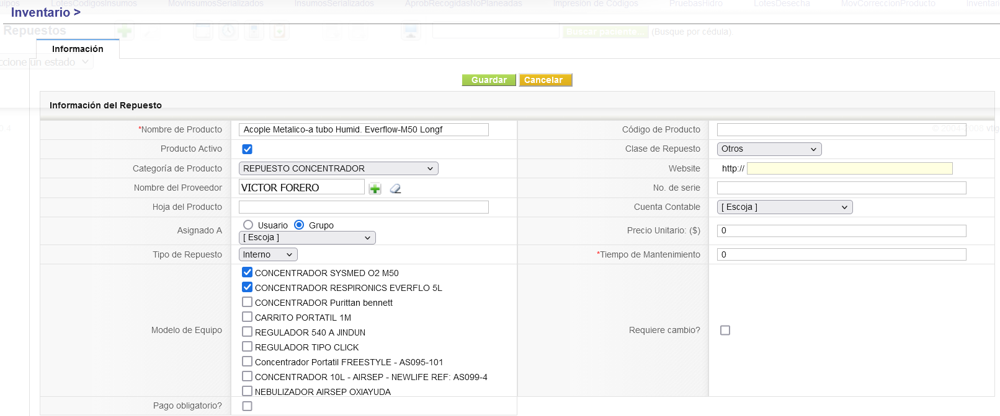 LotesCodigosInsumos MovInsumosSerializados InsumosSerializados AprobRecogidasNoPlaneadas Impresión de Códigos PruebasHidro LotesDesecha MovCorreccionProducto
Inventario >
Repuestos Buscar paciente... (Busque por cédula).
Información
ccione un estado
Guardar Cancelar
Información del Repuesto
*Nombre de Producto Acople Metalico-a tubo Humid. Everflow-M50 Longf Código de Producto
© 2004-2008 vtig
Producto Activo Clase de Repuesto Otros
Categoría de Producto REPUESTO CONCENTRADOR Website http://
Nombre del Proveedor VICTOR FORERO No. de serie
Hoja del Producto Cuenta Contable [ Escoja ]
Asignado A Usuario Grupo Precio Unitario: ($) 0
[ Escoja ]
Tipo de Repuesto Interno *Tiempo de Mantenimiento 0
CONCENTRADOR SYSMED O2 M50
CONCENTRADOR RESPIRONICS EVERFLO 5L
CONCENTRADOR Purittan bennett
CARRITO PORTATIL 1M
Modelo de Equipo REGULADOR 540 A JINDUN Requiere cambio?
REGULADOR TIPO CLICK
Concentrador Portatil FREESTYLE - AS095-101
CONCENTRADOR 10L - AIRSEP - NEWLIFE REF: AS099-4
NEBULIZADOR AIRSEP OXIAYUDA
Pago obligatorio?